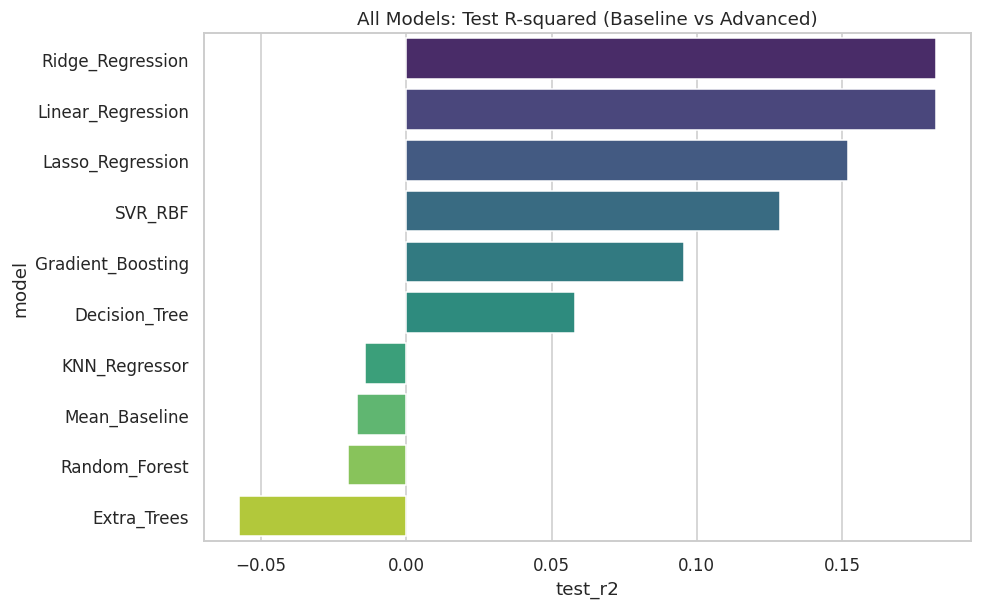 All Models: Test R-squared (Baseline vs Advanced)
model
Ridge_Regression
Linear_Regression
Lasso_Regression
SVR_RBF
Gradient_Boosting
Decision_Tree
KNN_Regressor
Mean_Baseline
Random_Forest
Extra_Trees
−0.05 0.00 0.05 0.10 0.15
test_r2